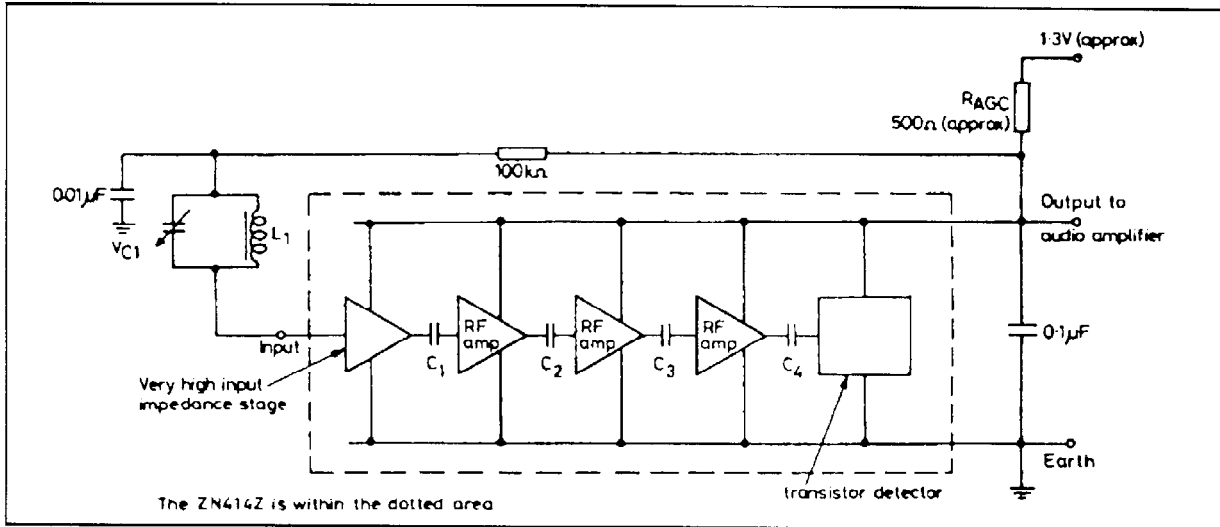 1·3V (approx)
RAGC
500Ω (approx)
100kΩ
0·01µF
VC1
L1
Output to
audio amplifier
RF
amp
RF
amp
RF
amp
0·1µF
Input
C1
C2
C3
C4
Very high input
impedance stage
Earth
transistor detector
The ZN414Z is within the dotted area